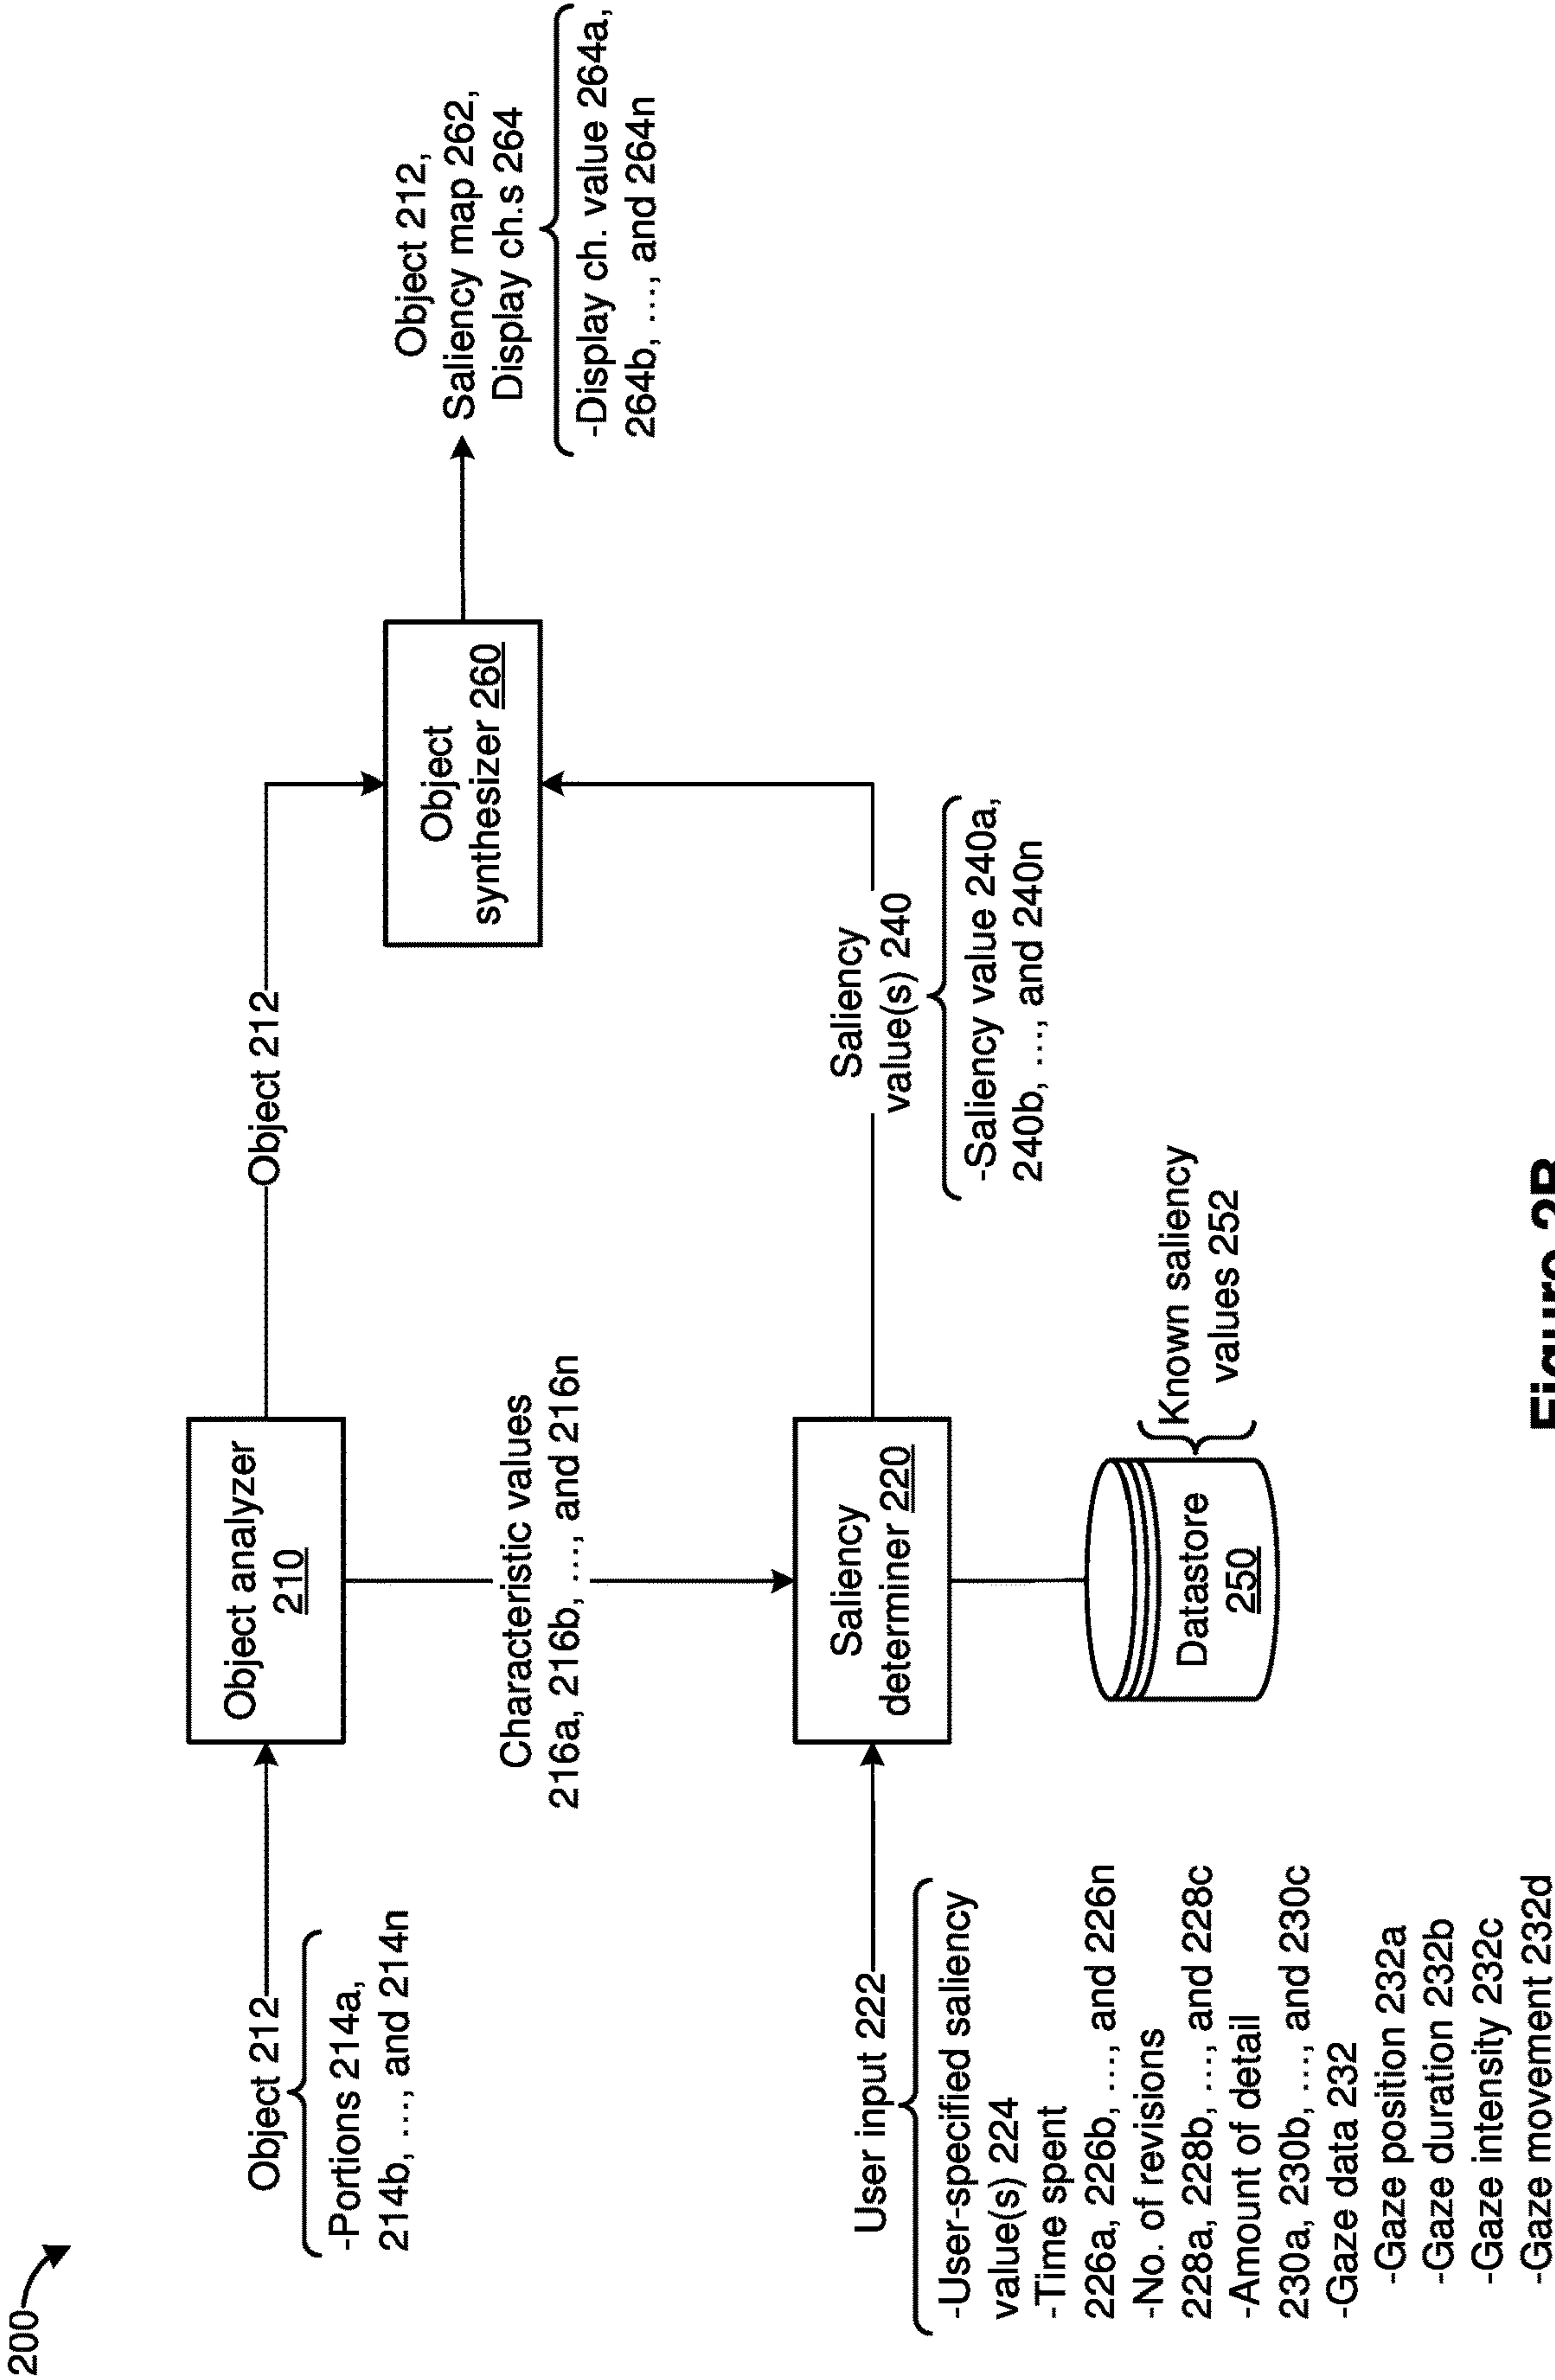 200
Object 212
-Portions 214a,
214b, ..., and 214n
Object analyzer
210
Object 212
Characteristic values
216a, 216b, ..., and 216n
User input 222
-User-specified saliency
value(s) 224
-Time spent
226a, 226b, ..., and 226n
-No. of revisions
228a, 228b, ..., and 228c
-Amount of detail
230a, 230b, ..., and 230c
-Gaze data 232
-Gaze position 232a
-Gaze duration 232b
-Gaze intensity 232c
-Gaze movement 232d
Saliency
determiner 220
Datastore
250
Known saliency
values 252
Saliency
value(s) 240
-Saliency value 240a,
240b, ..., and 240n
Object
synthesizer 260
Object 212,
Saliency map 262,
Display ch.s 264
-Display ch. value 264a,
264b, ..., and 264n
Figure 2B